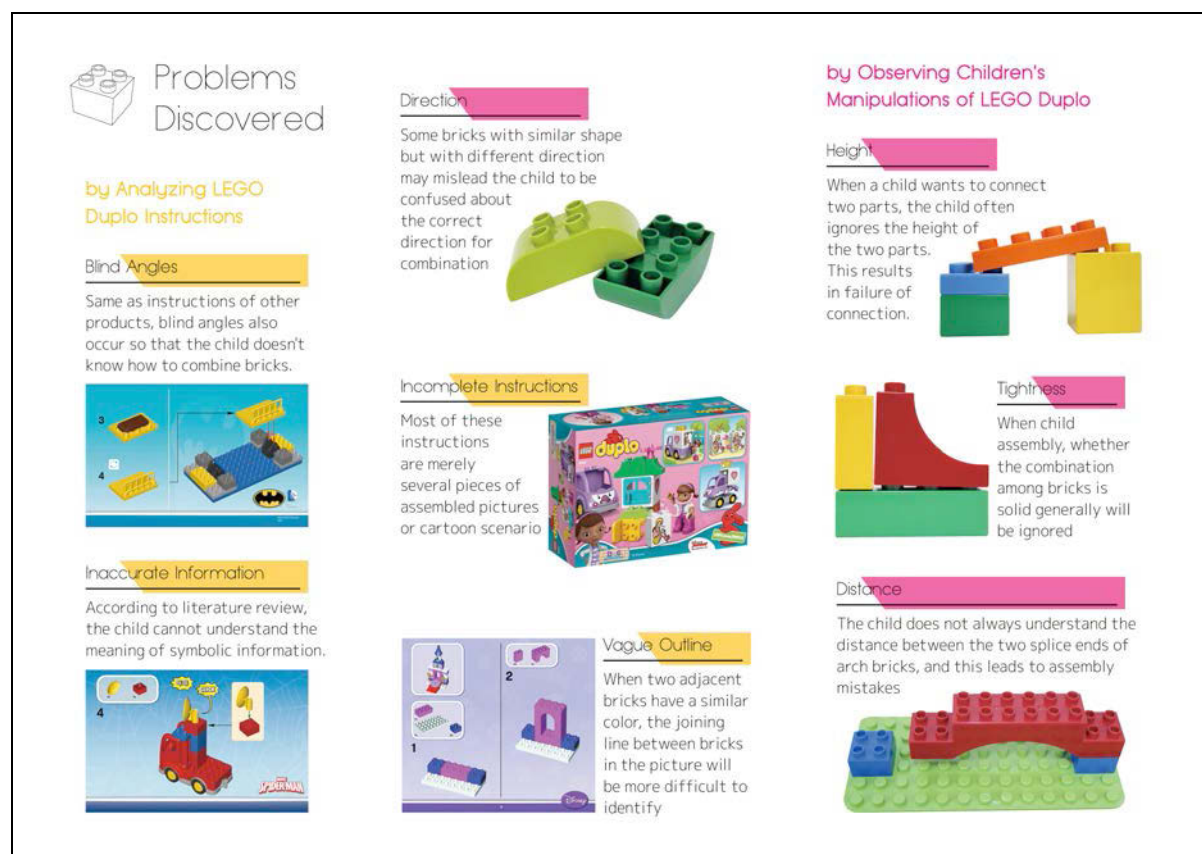 Problems
Discovered
by Analyzing LEGO
Duplo Instructions
Blind Angles
Same as instructions of other
products, blind angles also
occur so that the child doesn't
know how to combine bricks.
3
4
Inaccurate Information
According to literature review,
the child cannot understand the
meaning of symbolic information.
4
SPIDER-MAN
Direction
Some bricks with similar shape
but with different direction
may mislead the child to be
confused about
the correct
direction for
combination
Incomplete Instructions
Most of these
instructions
are merely
several pieces of
assembled pictures
or cartoon scenario
LEGO
duplo
Vague Outline
When two adjacent
bricks have a similar
color, the joining
line between bricks
in the picture will
be more difficult to
identify
1
2
Disney
by Observing Children's
Manipulations of LEGO Duplo
Height
When a child wants to connect
two parts, the child often
ignores the height of
the two parts.
This results
in failure of
connection.
Tightness
When child
assembly, whether
the combination
among bricks is
solid generally will
be ignored
Distance
The child does not always understand the
distance between the two splice ends of
arch bricks, and this leads to assembly
mistakes